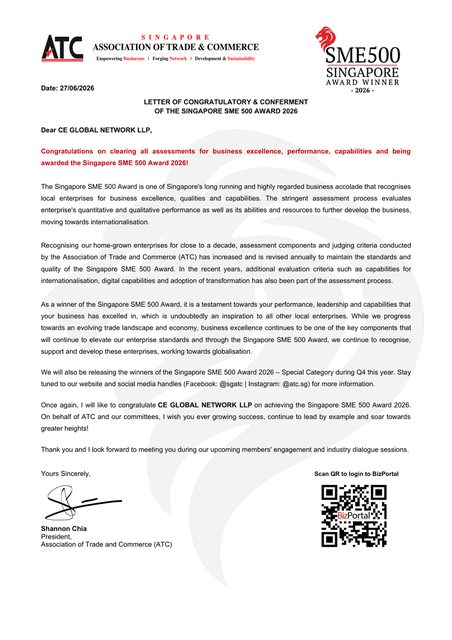 ATC
SINGAPORE
ASSOCIATION OF TRADE & COMMERCE
Empowering Businesses | Forging Network | Development & Sustainability
SME500
SINGAPORE
AWARD WINNER
- 2026 -
Date: 27/06/2026
LETTER OF CONGRATULATORY & CONFERMENT
OF THE SINGAPORE SME 500 AWARD 2026
Dear CE GLOBAL NETWORK LLP,
Congratulations on clearing all assessments for business excellence, performance, capabilities and being
awarded the Singapore SME 500 Award 2026!
The Singapore SME 500 Award is one of Singapore's long running and highly regarded business accolade that recognises
local enterprises for business excellence, qualities and capabilities. The stringent assessment process evaluates
enterprise's quantitative and qualitative performance as well as its abilities and resources to further develop the business,
moving towards internationalisation.
Recognising our home-grown enterprises for close to a decade, assessment components and judging criteria conducted
by the Association of Trade and Commerce (ATC) has increased and is revised annually to maintain the standards and
quality of the Singapore SME 500 Award. In the recent years, additional evaluation criteria such as capabilities for
internationalisation, digital capabilities and adoption of transformation has also been part of the assessment process.
As a winner of the Singapore SME 500 Award, it is a testament towards your performance, leadership and capabilities that
your business has excelled in, which is undoubtedly an inspiration to all other local enterprises. While we progress
towards an evolving trade landscape and economy, business excellence continues to be one of the key components that
will continue to elevate our enterprise standards and through the Singapore SME 500 Award, we continue to recognise,
support and develop these enterprises, working towards globalisation.
We will also be releasing the winners of the Singapore SME 500 Award 2026 – Special Category during Q4 this year. Stay
tuned to our website and social media handles (Facebook: @sgatc | Instagram: @atc.sg) for more information.
Once again, I will like to congratulate CE GLOBAL NETWORK LLP on achieving the Singapore SME 500 Award 2026.
On behalf of ATC and our committees, I wish you ever growing success, continue to lead by example and soar towards
greater heights!
Thank you and I look forward to meeting you during our upcoming members' engagement and industry dialogue sessions.
Yours Sincerely,
Scan QR to login to BizPortal
BizPortal
Shannon Chia
President,
Association of Trade and Commerce (ATC)